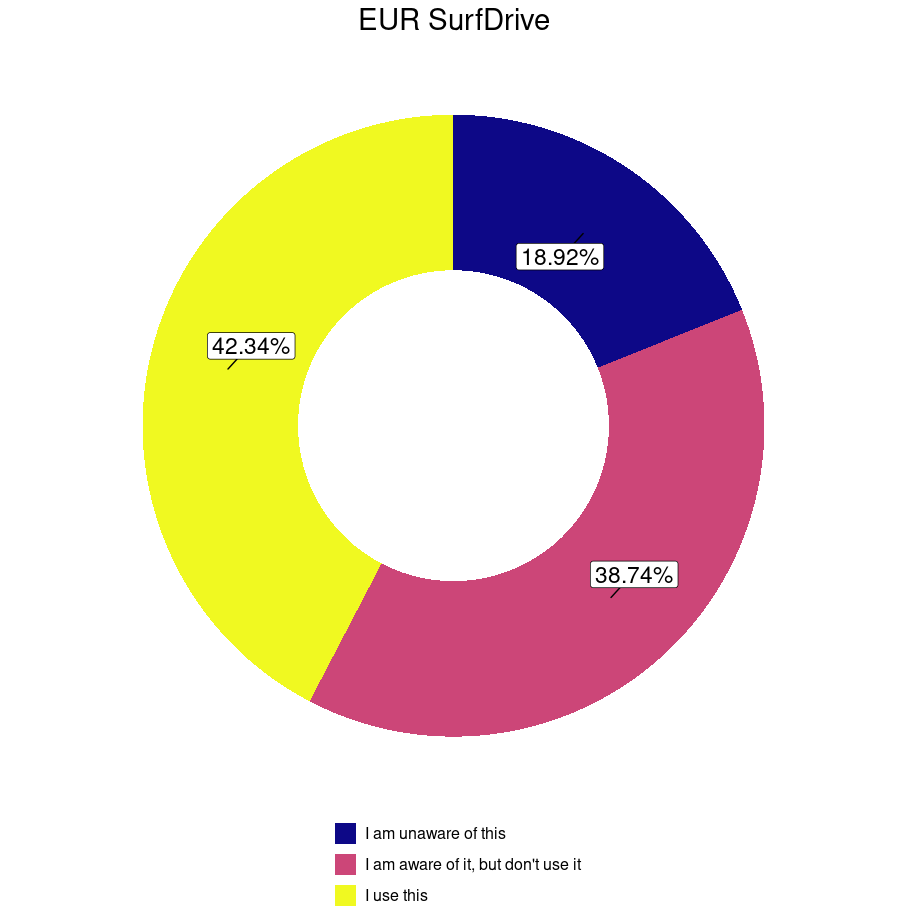 EUR SurfDrive
18.92%
42.34%
38.74%
I am unaware of this
I am aware of it, but don't use it
I use this